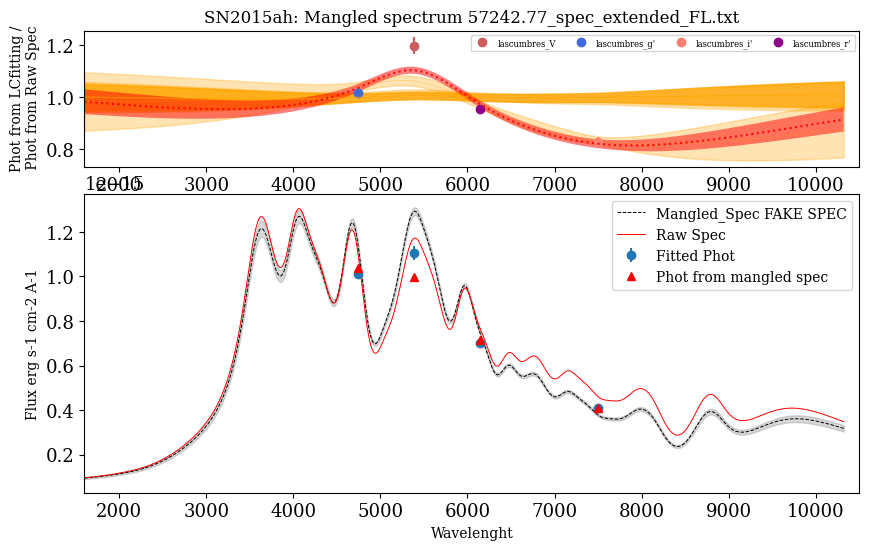 SN2015ah: Mangled spectrum 57242.77_spec_extended_FL.txt
Phot from LCfitting /
Phot from Raw Spec
1.2
1.0
0.8
lascumbres_V
lascumbres_g'
lascumbres_i'
lascumbres_r'
2000 3000 4000 5000 6000 7000 8000 9000 10000
1e−15
Flux erg s-1 cm-2 A-1
1.2
1.0
0.8
0.6
0.4
0.2
Mangled_Spec FAKE SPEC
Raw Spec
Fitted Phot
Phot from mangled spec
2000 3000 4000 5000 6000 7000 8000 9000 10000
Wavelenght